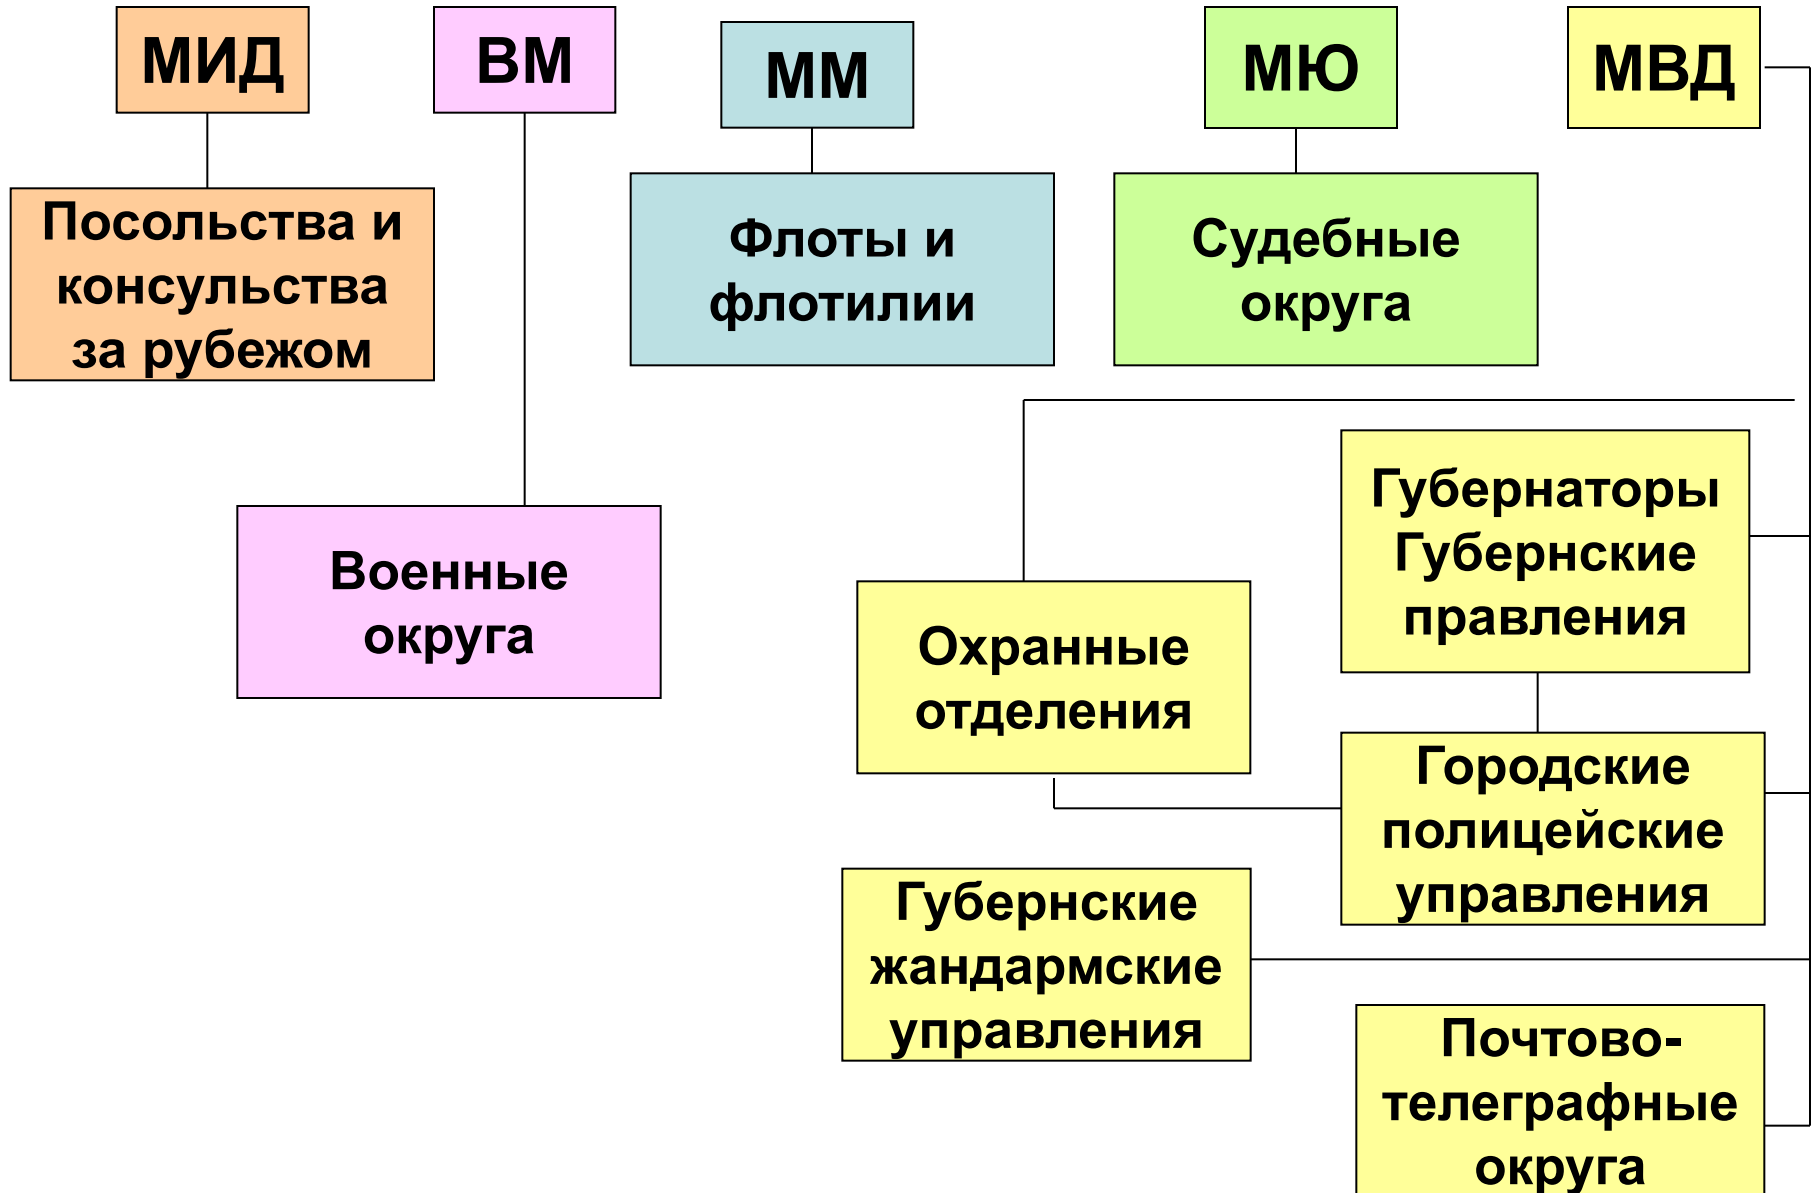 МИД
ВМ
ММ
МЮ
МВД
Посольства и
консульства
за рубежом
Флоты и
флотилии
Судебные
округа
Военные
округа
Губернаторы
Губернские
правления
Охранные
отделения
Городские
полицейские
управления
Губернские
жандармские
управления
Почтово-
телеграфные
округа